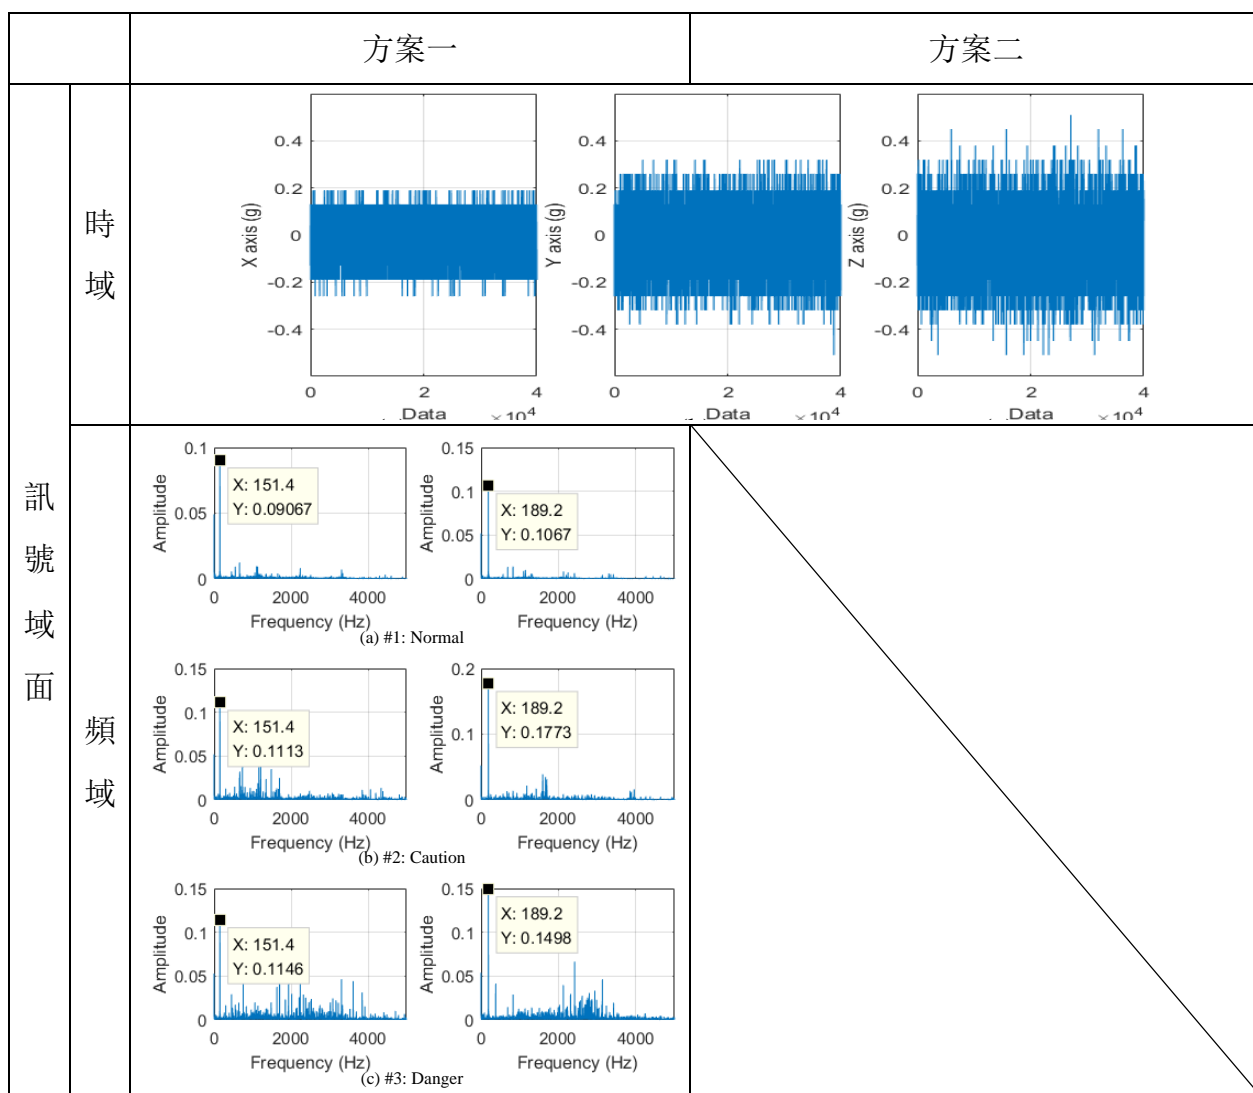 方案一
方案二
訊號域面
時域
0.4
0.2
0
-0.2
-0.4
X axis (g)
0
2
4
Data
×10⁴
0.4
0.2
0
-0.2
-0.4
Y axis (g)
0
2
4
Data
×10⁴
0.4
0.2
0
-0.2
-0.4
Z axis (g)
0
2
4
Data
×10⁴
頻域
0.1
0.05
0
Amplitude
X: 151.4
Y: 0.09067
0
2000
4000
Frequency (Hz)
0.15
0.1
0.05
0
Amplitude
X: 189.2
Y: 0.1067
0
2000
4000
Frequency (Hz)
(a) #1: Normal
0.15
0.1
0.05
0
Amplitude
X: 151.4
Y: 0.1113
0
2000
4000
Frequency (Hz)
0.2
0.1
0
Amplitude
X: 189.2
Y: 0.1773
0
2000
4000
Frequency (Hz)
(b) #2: Caution
0.15
0.1
0.05
0
Amplitude
X: 151.4
Y: 0.1146
0
2000
4000
Frequency (Hz)
0.15
0.1
0.05
0
Amplitude
X: 189.2
Y: 0.1498
0
2000
4000
Frequency (Hz)
(c) #3: Danger